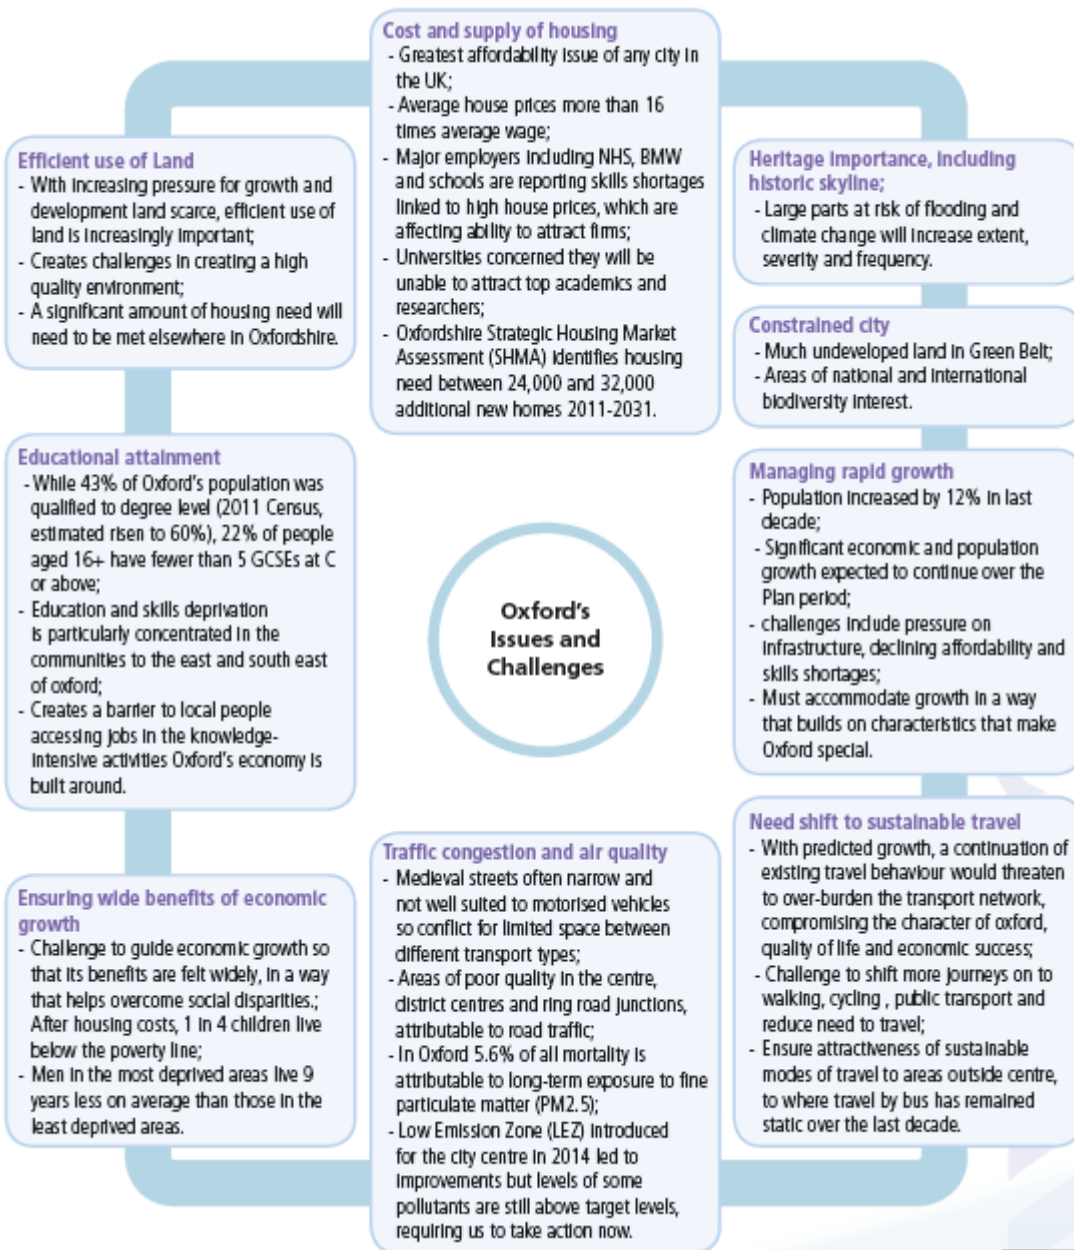 Cost and supply of housing
- Greatest affordability issue of any city in
the UK;
- Average house prices more than 16
times average wage;
- Major employers including NHS, BMW
and schools are reporting skills shortages
linked to high house prices, which are
affecting ability to attract firms;
- Universities concerned they will be
unable to attract top academics and
researchers;
- Oxfordshire Strategic Housing Market
Assessment (SHMA) identifies housing
need between 24,000 and 32,000
additional new homes 2011-2031.
Heritage importance, including
historic skyline;
- Large parts at risk of flooding and
climate change will increase extent,
severity and frequency.
Constrained city
- Much undeveloped land in Green Belt;
- Areas of national and international
biodiversity interest.
Managing rapid growth
- Population increased by 12% in last
decade;
- Significant economic and population
growth expected to continue over the
Plan period;
- challenges include pressure on
infrastructure, declining affordability and
skills shortages;
- Must accommodate growth in a way
that builds on characteristics that make
Oxford special.
Need shift to sustainable travel
- With predicted growth, a continuation of
existing travel behaviour would threaten
to over-burden the transport network,
compromising the character of oxford,
quality of life and economic success;
- Challenge to shift more journeys on to
walking, cycling , public transport and
reduce need to travel;
- Ensure attractiveness of sustainable
modes of travel to areas outside centre,
to where travel by bus has remained
static over the last decade.
Traffic congestion and air quality
- Medieval streets often narrow and
not well suited to motorised vehicles
so conflict for limited space between
different transport types;
- Areas of poor quality in the centre,
district centres and ring road junctions,
attributable to road traffic;
- In Oxford 5.6% of all mortality is
attributable to long-term exposure to fine
particulate matter (PM2.5);
- Low Emission Zone (LEZ) introduced
for the city centre in 2014 led to
improvements but levels of some
pollutants are still above target levels,
requiring us to take action now.
Ensuring wide benefits of economic
growth
- Challenge to guide economic growth so
that its benefits are felt widely, in a way
that helps overcome social disparities.;
After housing costs, 1 in 4 children live
below the poverty line;
- Men in the most deprived areas live 9
years less on average than those in the
least deprived areas.
Educational attainment
- While 43% of Oxford's population was
qualified to degree level (2011 Census,
estimated risen to 60%), 22% of people
aged 16+ have fewer than 5 GCSEs at C
or above;
- Education and skills deprivation
is particularly concentrated in the
communities to the east and south east
of oxford;
- Creates a barrier to local people
accessing jobs in the knowledge-
intensive activities Oxford's economy is
built around.
Efficient use of Land
- With increasing pressure for growth and
development land scarce, efficient use of
land is increasingly important;
- Creates challenges in creating a high
quality environment;
- A significant amount of housing need will
need to be met elsewhere in Oxfordshire.
Oxford's
Issues and
Challenges